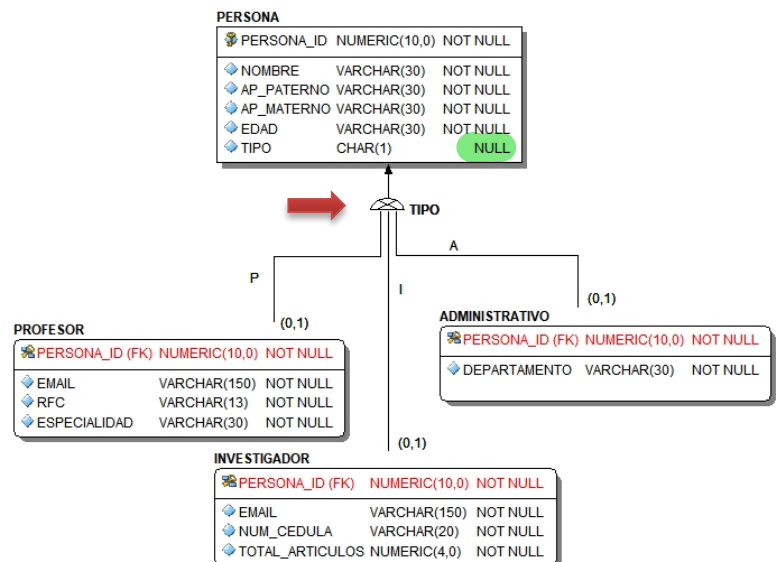 PERSONA
PERSONA_ID NUMERIC(10,0) NOT NULL
NOMBRE VARCHAR(30) NOT NULL
AP_PATERNO VARCHAR(30) NOT NULL
AP_MATERNO VARCHAR(30) NOT NULL
EDAD VARCHAR(30) NOT NULL
TIPO CHAR(1) NULL
TIPO
P
I
A
(0,1)
(0,1)
(0,1)
PROFESOR
PERSONA_ID (FK) NUMERIC(10,0) NOT NULL
EMAIL VARCHAR(150) NOT NULL
RFC VARCHAR(13) NOT NULL
ESPECIALIDAD VARCHAR(30) NOT NULL
ADMINISTRATIVO
PERSONA_ID (FK) NUMERIC(10,0) NOT NULL
DEPARTAMENTO VARCHAR(30) NOT NULL
INVESTIGADOR
PERSONA_ID (FK) NUMERIC(10,0) NOT NULL
EMAIL VARCHAR(150) NOT NULL
NUM_CEDULA VARCHAR(20) NOT NULL
TOTAL_ARTICULOS NUMERIC(4,0) NOT NULL